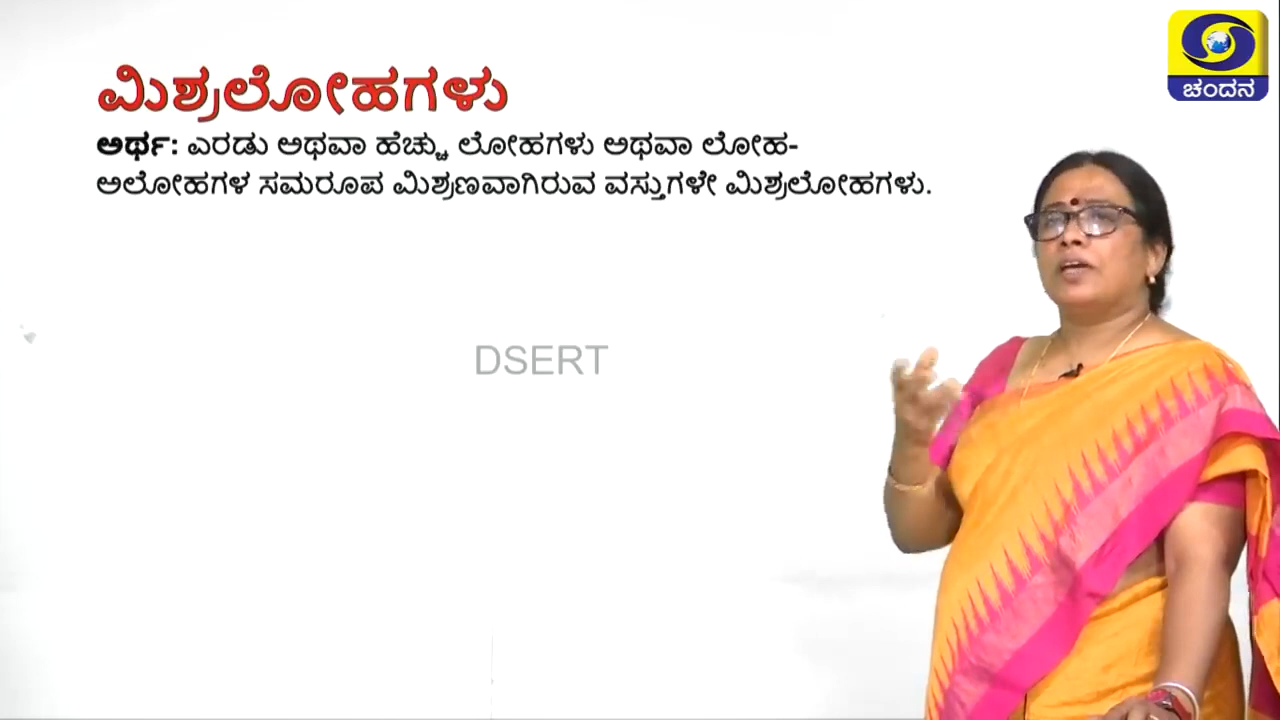 ಮಿಶ್ರಲೋಹಗಳು
ಅರ್ಥ: ಎರಡು ಅಥವಾ ಹೆಚ್ಚು ಲೋಹಗಳು ಅಥವಾ ಲೋಹ-
ಅಲೋಹಗಳ ಸಮರೂಪ ಮಿಶ್ರಣವಾಗಿರುವ ವಸ್ತುಗಳೇ ಮಿಶ್ರಲೋಹಗಳು.
DSERT
ಚಂದನ